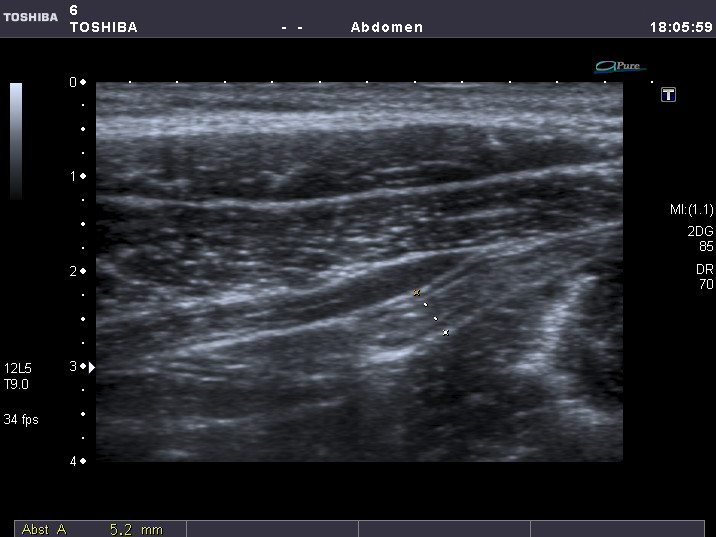 TOSHIBA
6
TOSHIBA - - Abdomen 18:05:59
aPure
T
0
1
2
3
4
MI:(1.1)
2DG
85
DR
70
12L5
T9.0
34 fps
Abst A 5.2 mm